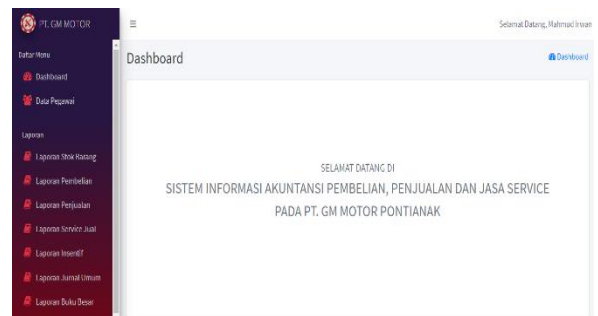 PT. GM MOTOR
Selamat Datang, Mahmud Irwan
Daftar Menu
Dashboard
Data Pegawai
Laporan
Laporan Stok Barang
Laporan Pembelian
Laporan Penjualan
Laporan Service Jual
Laporan Insentif
Laporan Jurnal Umum
Laporan Buku Besar
Dashboard
Dashboard
SELAMAT DATANG DI
SISTEM INFORMASI AKUNTANSI PEMBELIAN, PENJUALAN DAN JASA SERVICE
PADA PT. GM MOTOR PONTIANAK